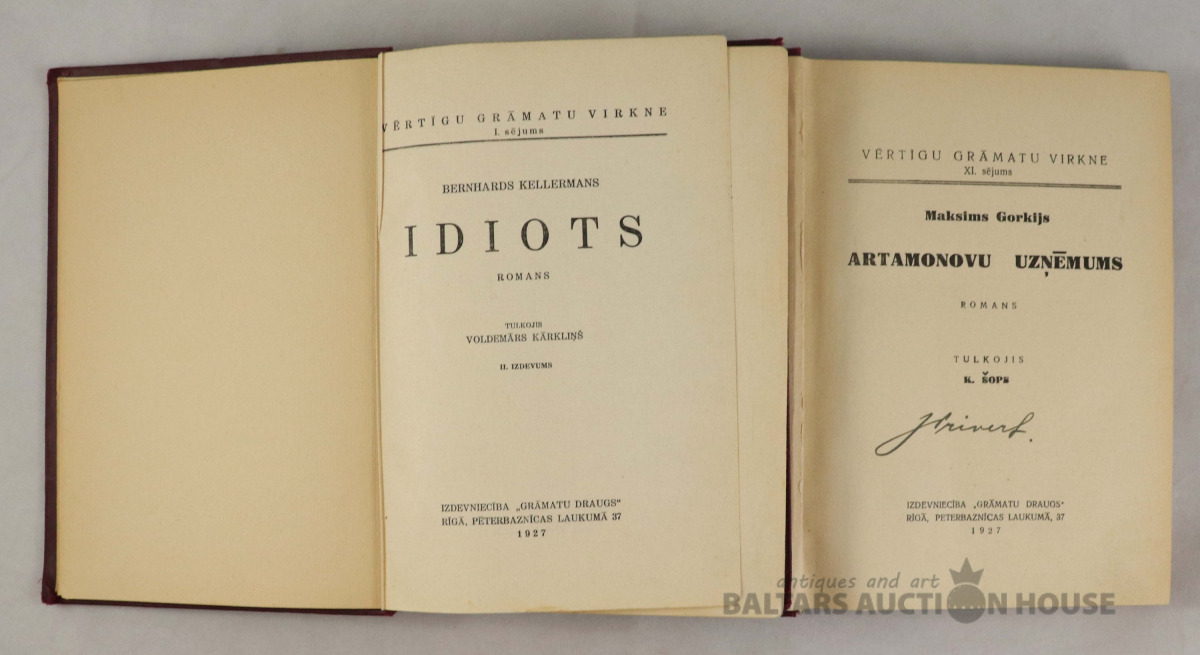 VĒRTĪGU GRĀMATU VIRKNE
I. sējums
BERNHARDS KELLERMANS
IDIOTS
ROMANS
TULKOJIS
VOLDEMĀRS KĀRKLIŅŠ
II. IZDEVUMS
IZDEVNIECĪBA „GRĀMATU DRAUGS“
RĪGĀ, PĒTERBAZNĪCAS LAUKUMĀ 37
1927
VĒRTĪGU GRĀMATU VIRKNE
XI. sējums
Maksims Gorkijs
ARTAMONOVU UZŅĒMUMS
ROMANS
TULKOJIS
K. ŠOPS
IZDEVNIECĪBA „GRĀMATU DRAUGS“
RĪGĀ, PĒTERBAZNĪCAS LAUKUMĀ, 37
1927
antiques and art
BALTARS AUCTION HOUSE